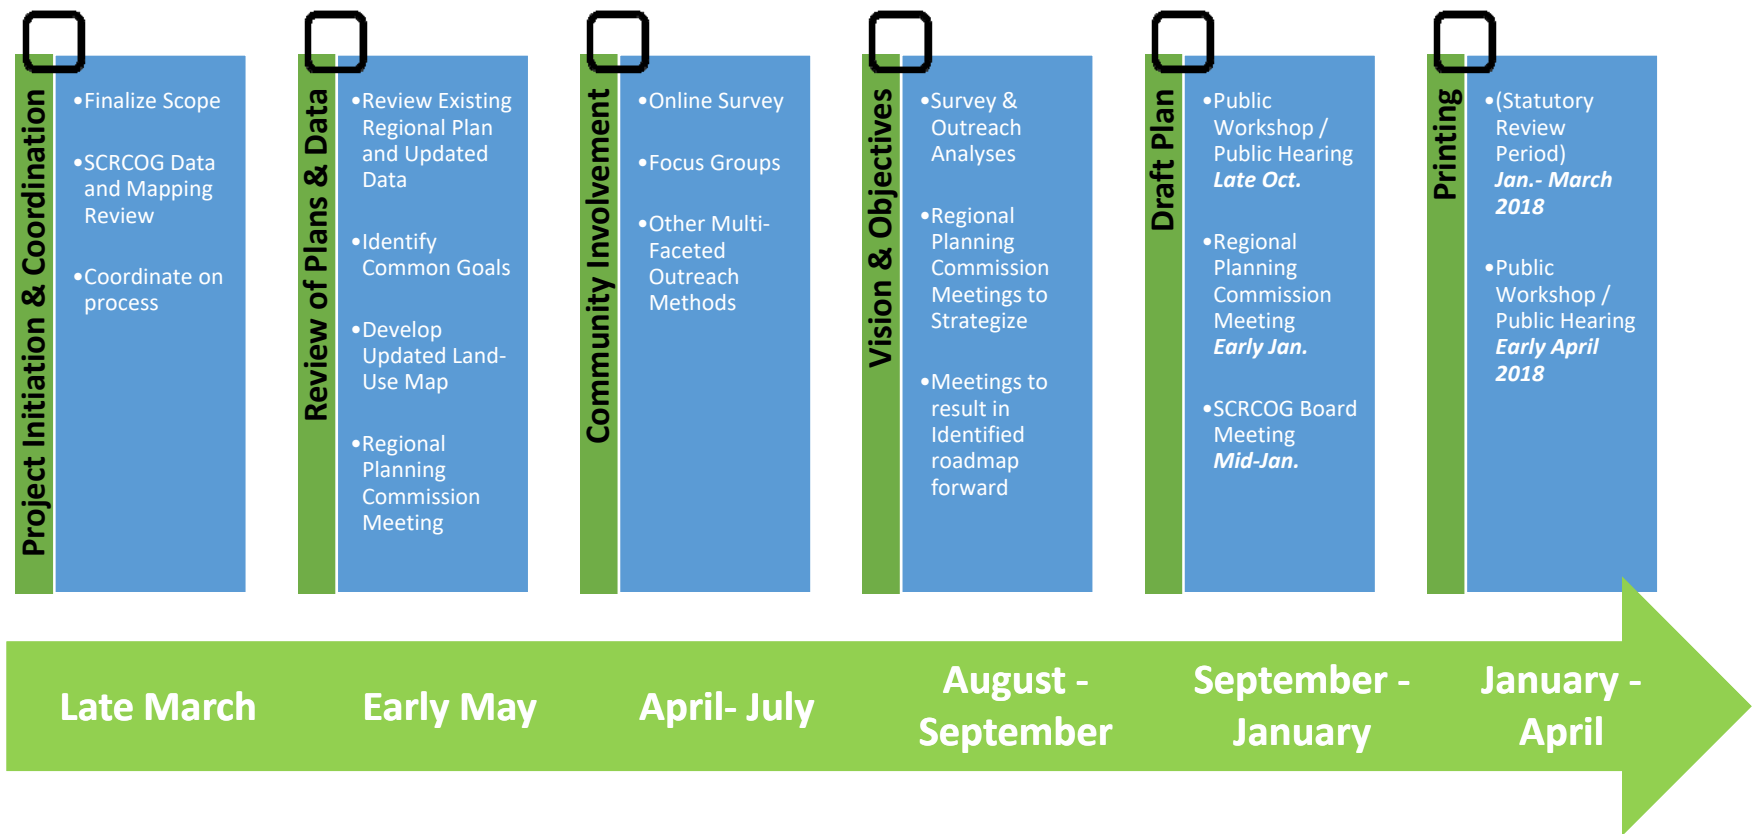 Project Initiation & Coordination
•Finalize Scope
•SCRCOG Data
and Mapping
Review
•Coordinate on
process
Review of Plans & Data
•Review Existing
Regional Plan
and Updated
Data
•Identify
Common Goals
•Develop
Updated Land-
Use Map
•Regional
Planning
Commission
Meeting
Community Involvement
•Online Survey
•Focus Groups
•Other Multi-
Faceted
Outreach
Methods
Vision & Objectives
•Survey &
Outreach
Analyses
•Regional
Planning
Commission
Meetings to
Strategize
•Meetings to
result in
Identified
roadmap
forward
Draft Plan
•Public
Workshop /
Public Hearing
Late Oct.
•Regional
Planning
Commission
Meeting
Early Jan.
•SCRCOG Board
Meeting
Mid-Jan.
Printing
•(Statutory
Review
Period)
Jan.- March
2018
•Public
Workshop /
Public Hearing
Early April
2018
Late March
Early May
April- July
August -
September
September -
January
January -
April